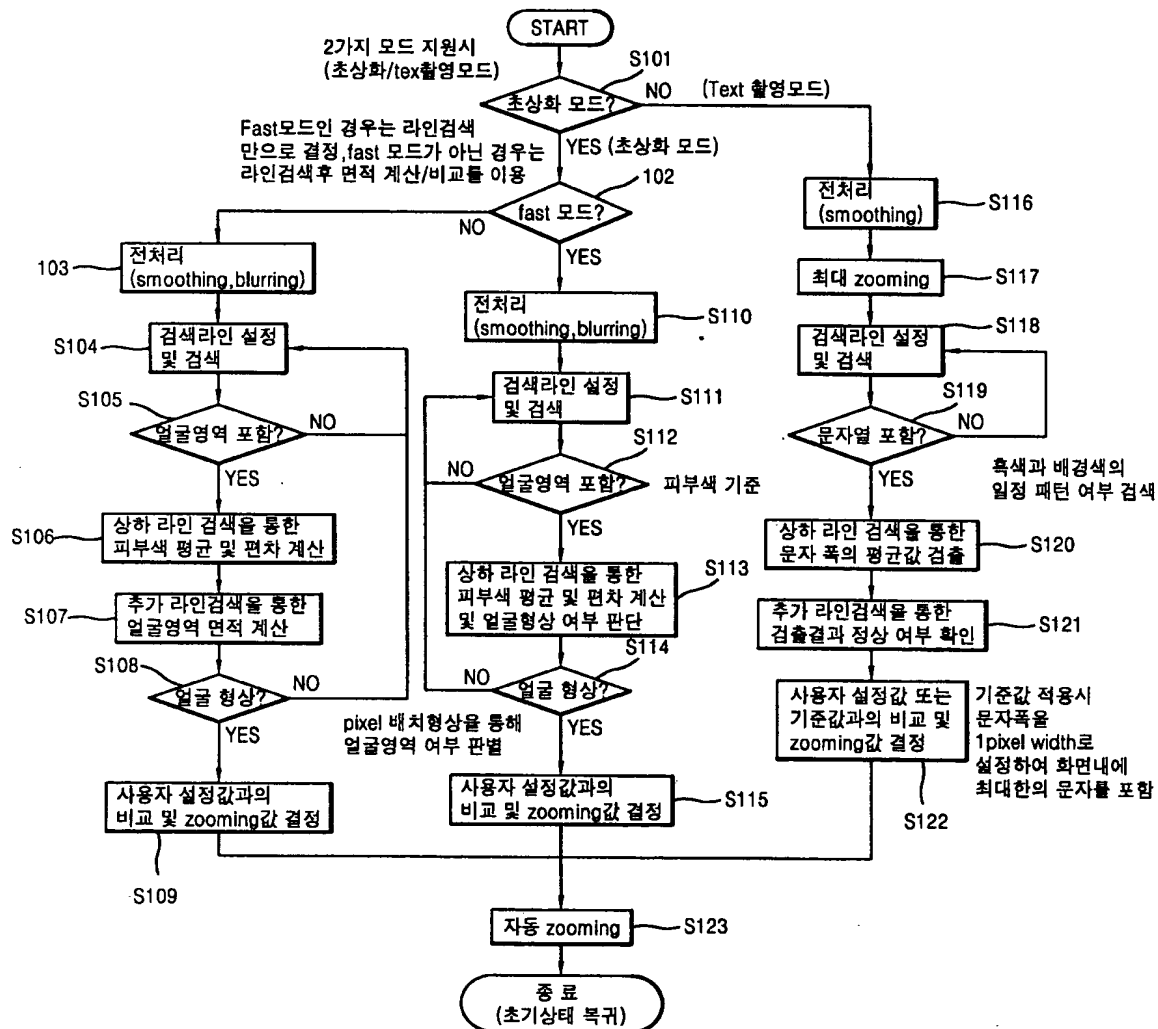 START
2가지 모드 지원시
(초상화/tex촬영모드)
S101
초상화 모드?
NO
(Text 촬영모드)
YES (초상화 모드)
Fast모드인 경우는 라인검색
만으로 결정,fast 모드가 아닌 경우는
라인검색후 면적 계산/비교를 이용
102
fast 모드?
NO
YES
103
전처리
(smoothing,blurring)
S104
검색라인 설정
및 검색
S105
얼굴영역 포함?
NO
YES
S106
상하 라인 검색을 통한
피부색 평균 및 편차 계산
S107
추가 라인검색을 통한
얼굴영역 면적 계산
S108
얼굴 형상?
NO
YES
사용자 설정값과의
비교 및 zooming값 결정
S109
전처리
(smoothing,blurring)
S110
검색라인 설정
및 검색
S111
S112
얼굴영역 포함?
NO
피부색 기준
YES
상하 라인 검색을 통한
피부색 평균 및 편차 계산
및 얼굴형상 여부 판단
S113
S114
얼굴 형상?
NO
pixel 배치형상을 통해
얼굴영역 여부 판별
YES
사용자 설정값과의
비교 및 zooming값 결정
S115
전처리
(smoothing)
S116
최대 zooming
S117
S118
검색라인 설정
및 검색
S119
문자열 포함?
NO
YES
흑색과 배경색의
일정 패턴 여부 검색
상하 라인 검색을 통한
문자 폭의 평균값 검출
S120
추가 라인검색을 통한
검출결과 정상 여부 확인
S121
사용자 설정값 또는
기준값과의 비교 및
zooming값 결정
기준값 적용시
문자폭을
1pixel width로
설정하여 화면내에
최대한의 문자를 포함
S122
자동 zooming
S123
종 료
(초기상태 복귀)